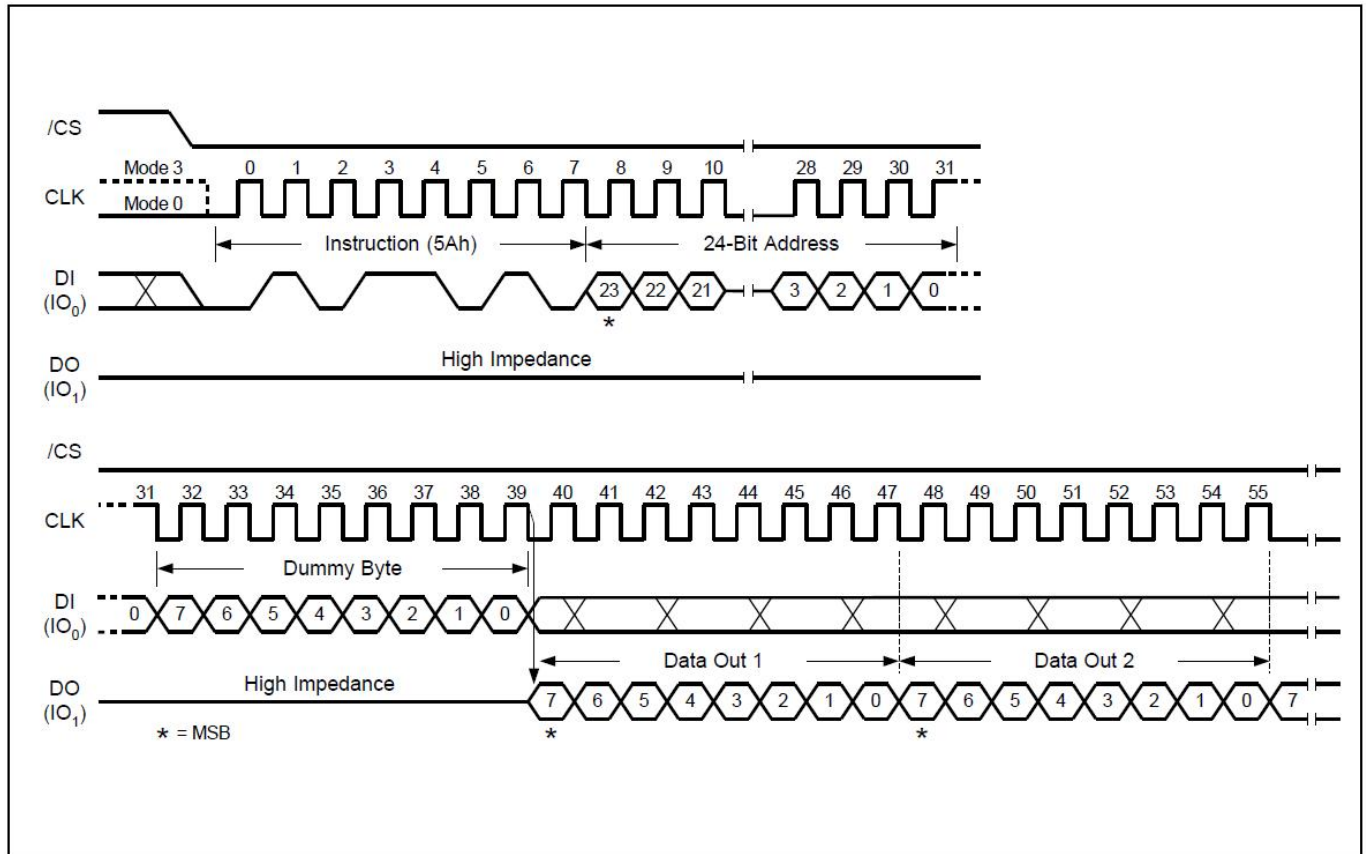 /CS
Mode 3 0 1 2 3 4 5 6 7 8 9 10 28 29 30 31
CLK
Mode 0
Instruction (5Ah) 24-Bit Address
DI
(IO₀) 23 22 21 3 2 1 0
*
High Impedance
DO
(IO₁)
/CS
31 32 33 34 35 36 37 38 39 40 41 42 43 44 45 46 47 48 49 50 51 52 53 54 55
CLK
Dummy Byte
DI
(IO₀) 0 7 6 5 4 3 2 1 0
Data Out 1 Data Out 2
High Impedance
DO
(IO₁) 7 6 5 4 3 2 1 0 7 6 5 4 3 2 1 0 7
* = MSB * *